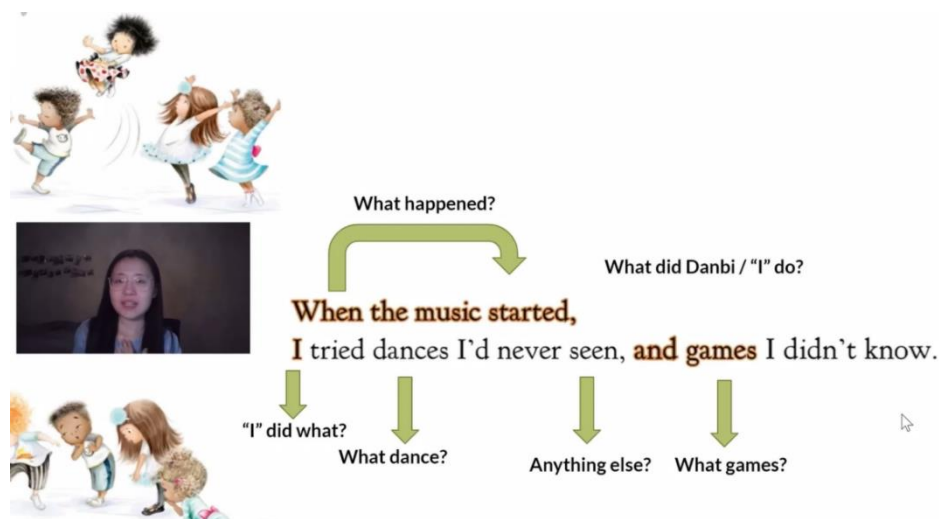 What happened?
What did Danbi / "I" do?
When the music started,
I tried dances I'd never seen, and games I didn't know.
"I" did what?
What dance?
Anything else?
What games?